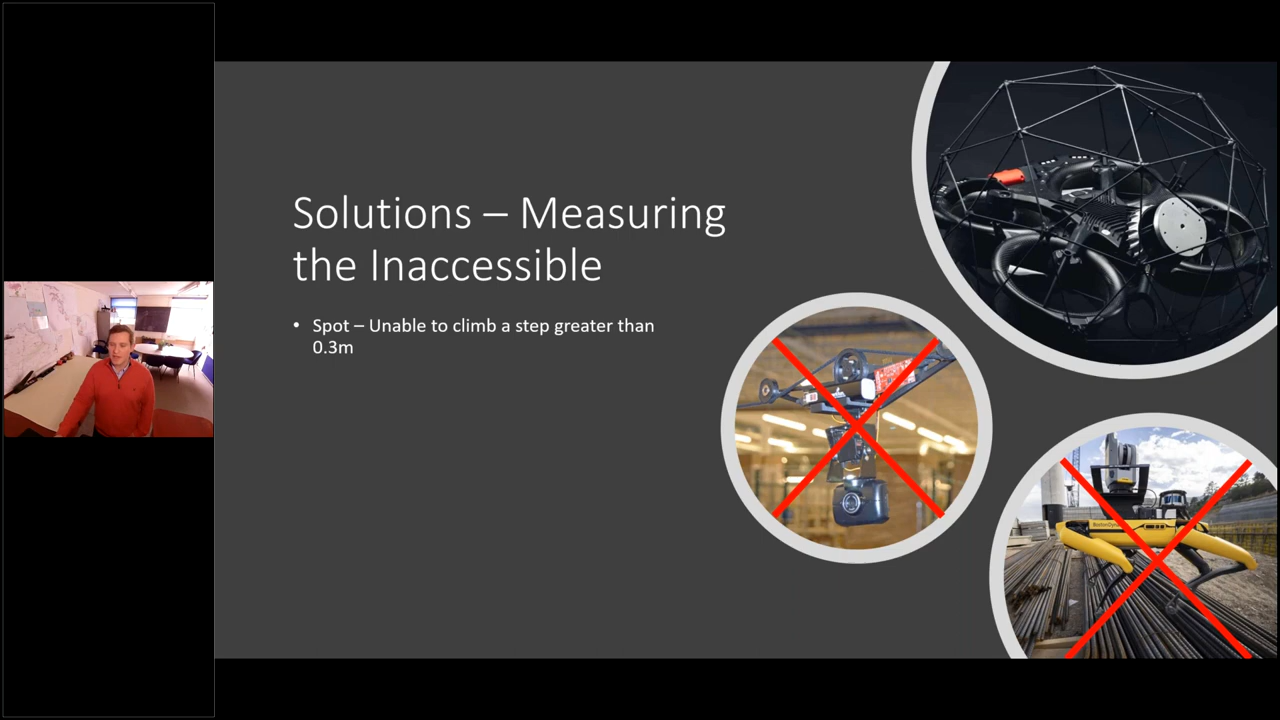 Solutions – Measuring
the Inaccessible
• Spot – Unable to climb a step greater than
0.3m